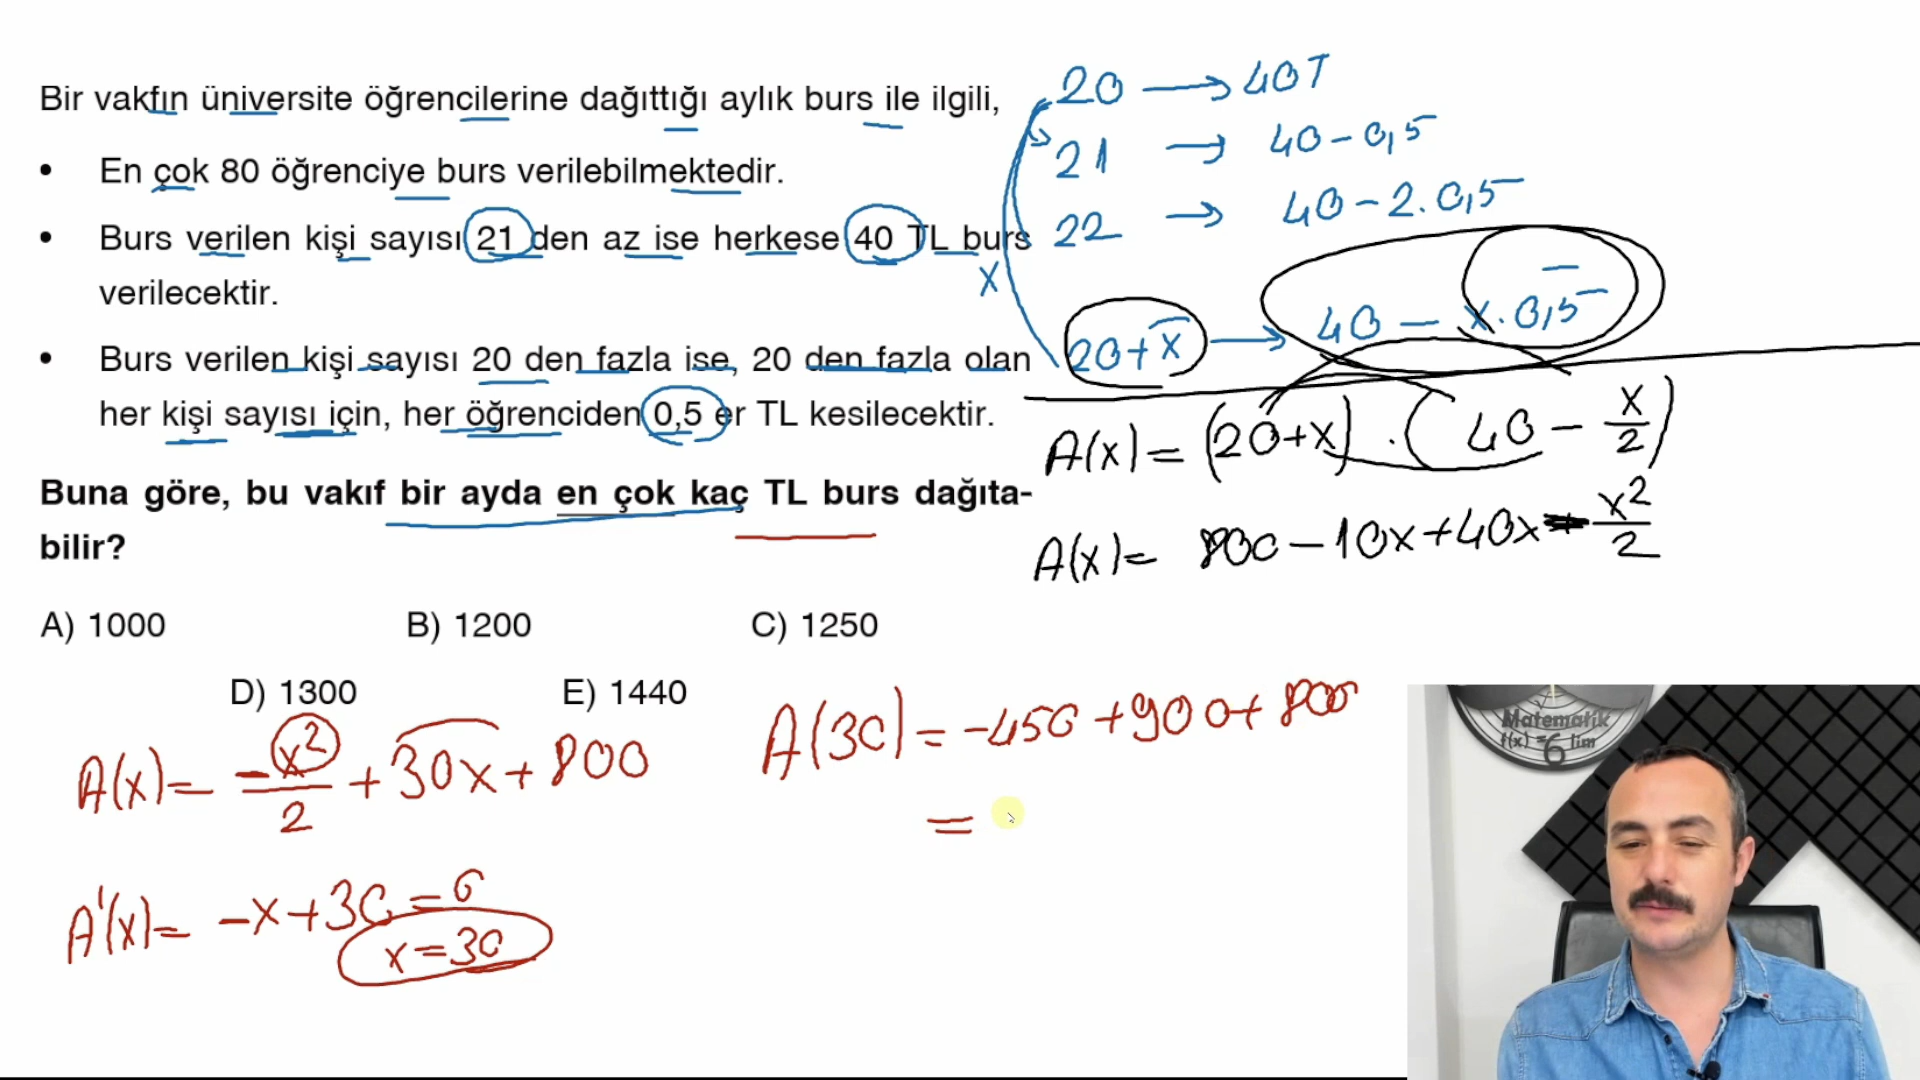 Bir vakfın üniversite öğrencilerine dağıttığı aylık burs ile ilgili,
• En çok 80 öğrenciye burs verilebilmektedir.
• Burs verilen kişi sayısı 21 den az ise herkese 40 TL burs
verilecektir.
• Burs verilen kişi sayısı 20 den fazla ise, 20 den fazla olan
her kişi sayısı için, her öğrenciden 0,5 er TL kesilecektir.
Buna göre, bu vakıf bir ayda en çok kaç TL burs dağıta-
bilir?
A) 1000 B) 1200 C) 1250
D) 1300 E) 1440
20 → 40T
21 → 40 - 0,5
22 → 40 - 2.0,5
x
20+x → 40 - x.0,5
A(x) = (20+x) . (40 - x/2)
A(x) = 800 - 10x + 40x - x²/2
A(x) = -x²/2 + 30x + 800
A'(x) = -x + 30 = 0
x = 30
A(30) = -450 + 900 + 800
=
Matematik
f(x) = lim
6